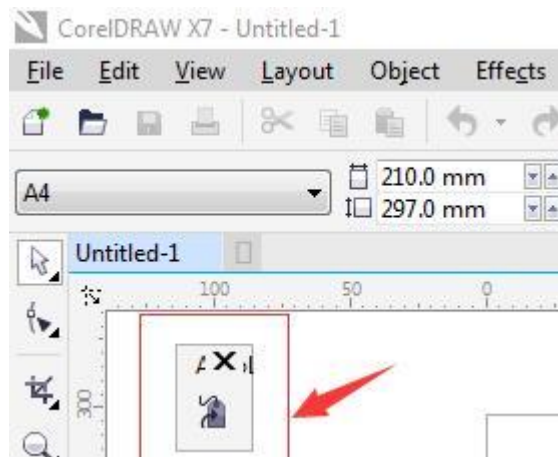 CorelDRAW X7 - Untitled-1
File Edit View Layout Object Effects
A4
210.0 mm
297.0 mm
Untitled-1
100 50 0
300